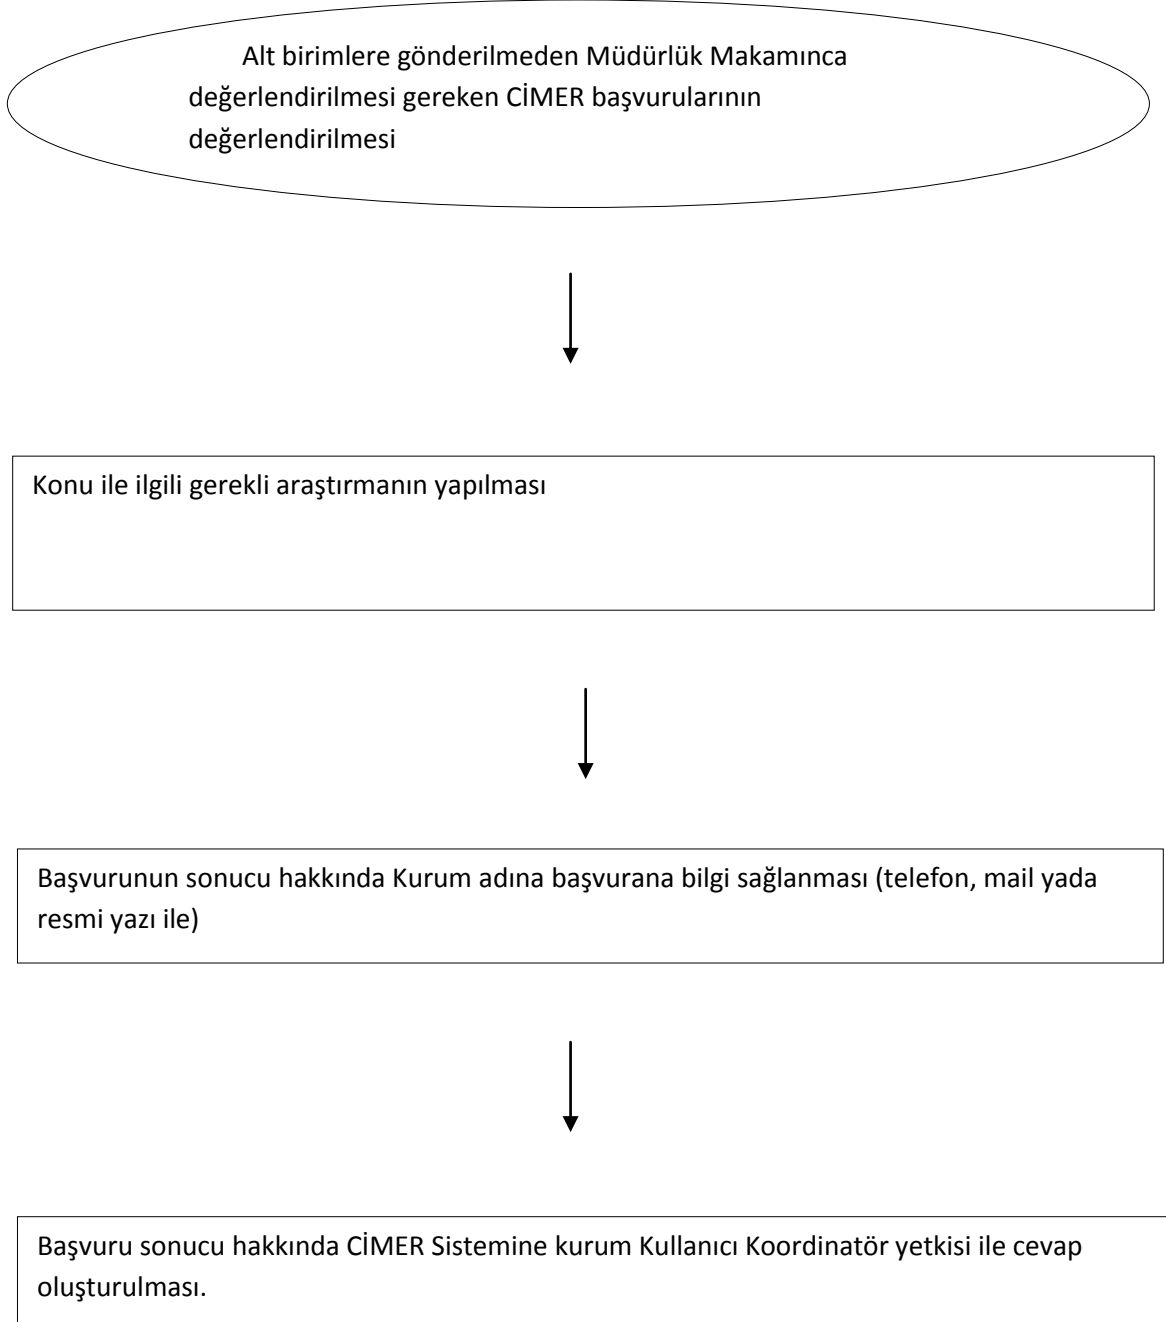 Alt birimlere gönderilmeden Müdürlük Makamınca
değerlendirilmesi gereken CİMER başvurularının
değerlendirilmesi
Konu ile ilgili gerekli araştırmanın yapılması
Başvurunun sonucu hakkında Kurum adına başvurana bilgi sağlanması (telefon, mail yada
resmi yazı ile)
Başvuru sonucu hakkında CİMER Sistemine kurum Kullanıcı Koordinatör yetkisi ile cevap
oluşturulması.